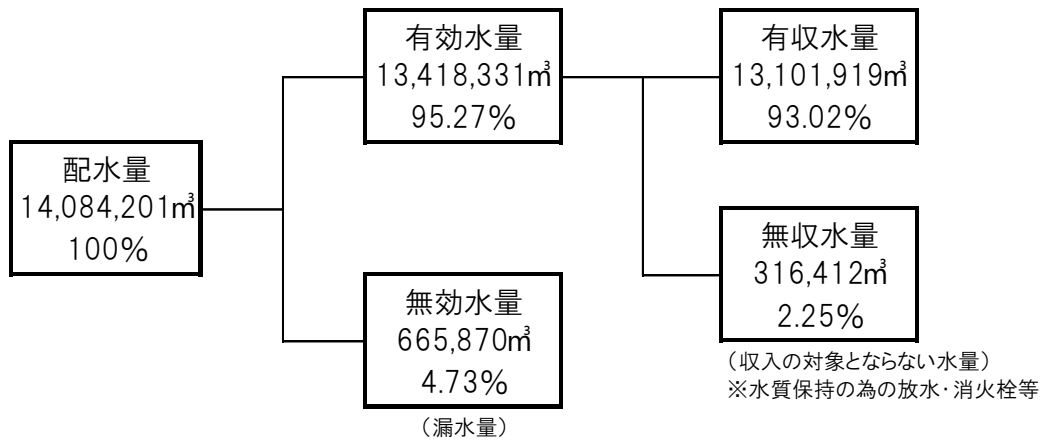 配水量
14,084,201㎥
100%
有効水量
13,418,331㎥
95.27%
無効水量
665,870㎥
4.73%
（漏水量）
有収水量
13,101,919㎥
93.02%
無収水量
316,412㎥
2.25%
（収入の対象とならない水量）
※水質保持の為の放水・消火栓等